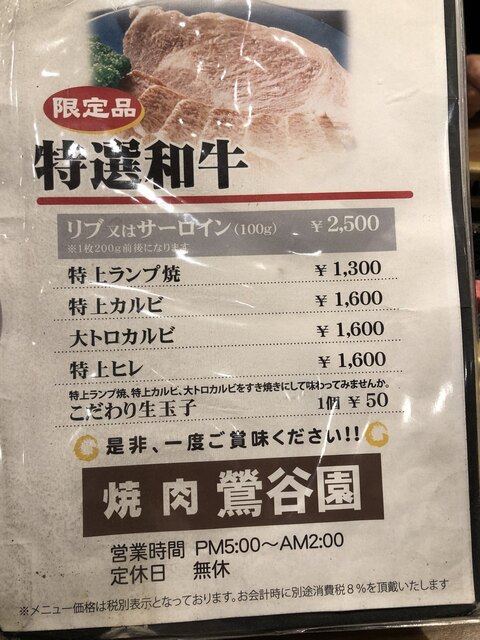 限定品
特選和牛
リブ又はサーロイン(100g) ¥2,500
※1枚200g前後になります
特上ランプ焼 ¥1,300
特上カルビ ¥1,600
大トロカルビ ¥1,600
特上ヒレ ¥1,600
特上ランプ焼、特上カルビ、大トロカルビをすき焼きにして味わってみませんか。
こだわり生玉子 1個 ¥50
是非、一度ご賞味ください!!
焼肉 鶯谷園
営業時間 PM5:00〜AM2:00
定休日 無休
※メニュー価格は税別表示となっております。お会計時に別途消費税8%を頂戴いたします